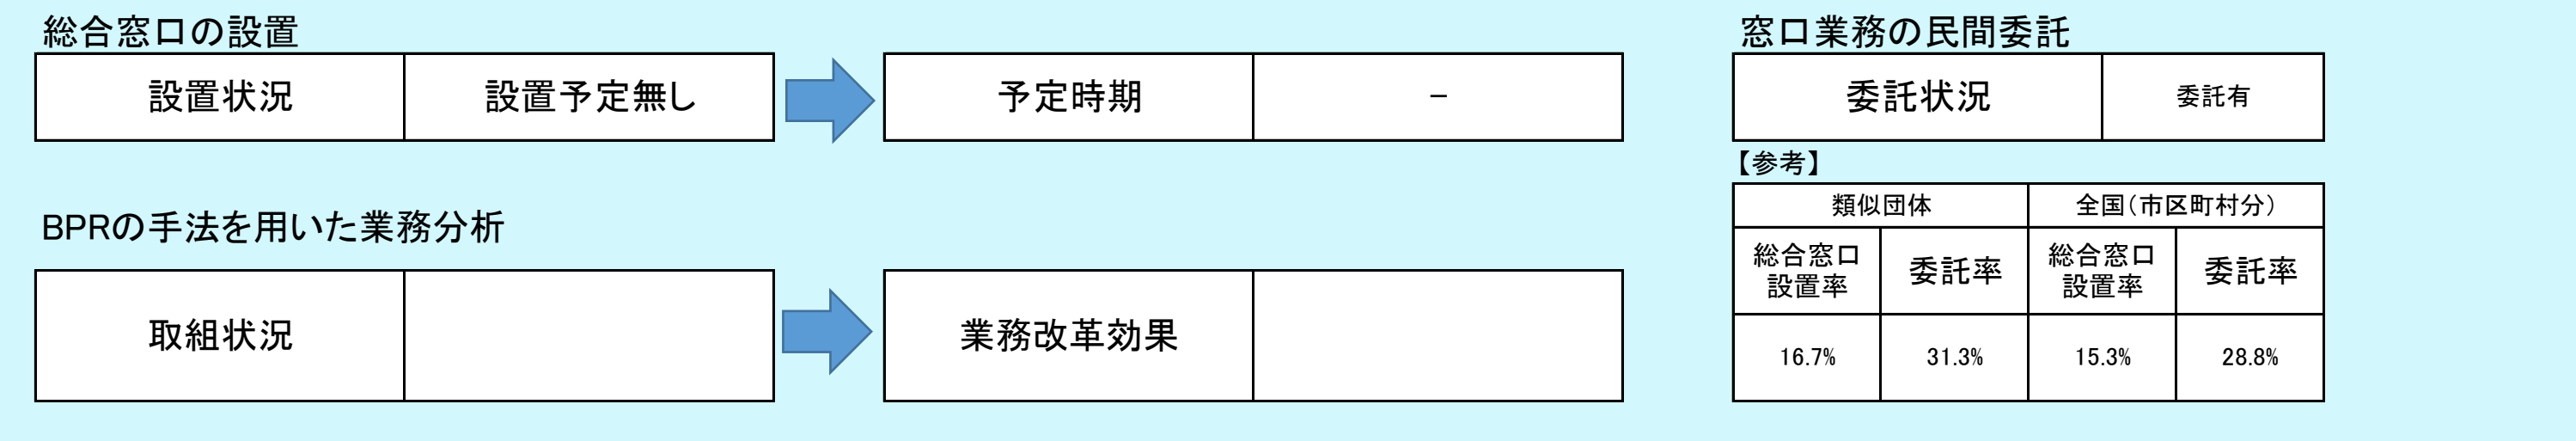 総合窓口の設置
設置状況 設置予定無し 予定時期 －
BPRの手法を用いた業務分析
取組状況 業務改革効果
窓口業務の民間委託
委託状況 委託有
【参考】
類似団体 全国（市区町村分）
総合窓口
設置率 委託率 総合窓口
設置率 委託率
16.7% 31.3% 15.3% 28.8%